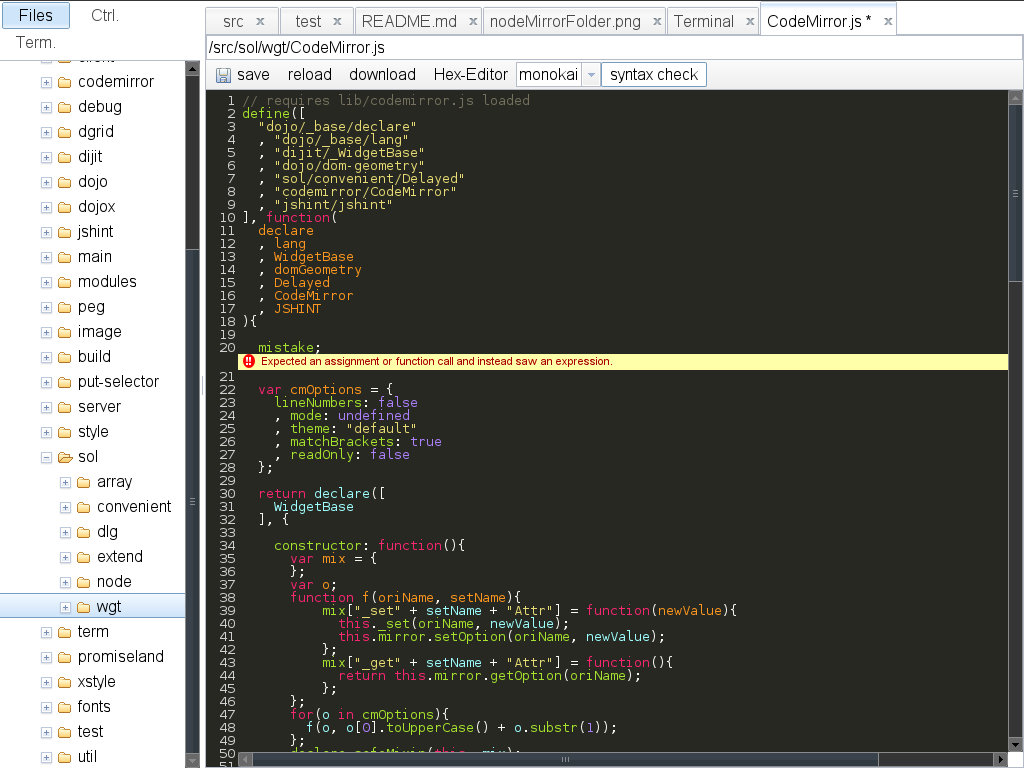 Files
Ctrl.
Term.
client
codemirror
debug
dgrid
dijit
dojo
dojox
jshint
main
modules
peg
image
build
put-selector
server
style
sol
array
convenient
dlg
extend
node
wgt
term
promiseland
xstyle
fonts
test
util
src x
test x
README.md x
nodeMirrorFolder.png x
Terminal x
CodeMirror.js * x
/src/sol/wgt/CodeMirror.js
save reload download Hex-Editor monokai syntax check
1 // requires lib/codemirror.js loaded
2 define([
3 "dojo/_base/declare"
4 , "dojo/_base/lang"
5 , "dijit/_WidgetBase"
6 , "dojo/dom-geometry"
7 , "sol/convenient/Delayed"
8 , "codemirror/CodeMirror"
9 , "jshint/jshint"
10 ], function(
11 declare
12 , lang
13 , WidgetBase
14 , domGeometry
15 , Delayed
16 , CodeMirror
17 , JSHINT
18 ){
19
20 mistake;
!! Expected an assignment or function call and instead saw an expression.
21
22 var cmOptions = {
23 lineNumbers: false
24 , mode: undefined
25 , theme: "default"
26 , matchBrackets: true
27 , readOnly: false
28 };
29
30 return declare([
31 WidgetBase
32 ], {
33
34 constructor: function(){
35 var mix = {
36 };
37 var o;
38 function f(oriName, setName){
39 mix["_set" + setName + "Attr"] = function(newValue){
40 this._set(oriName, newValue);
41 this.mirror.setOption(oriName, newValue);
42 };
43 mix["_get" + setName + "Attr"] = function(){
44 return this.mirror.getOption(oriName);
45 };
46 };
47 for(o in cmOptions){
48 f(o, o[0].toUpperCase() + o.substr(1));
49 };
50 declare.safeMixin(this, mix);
51